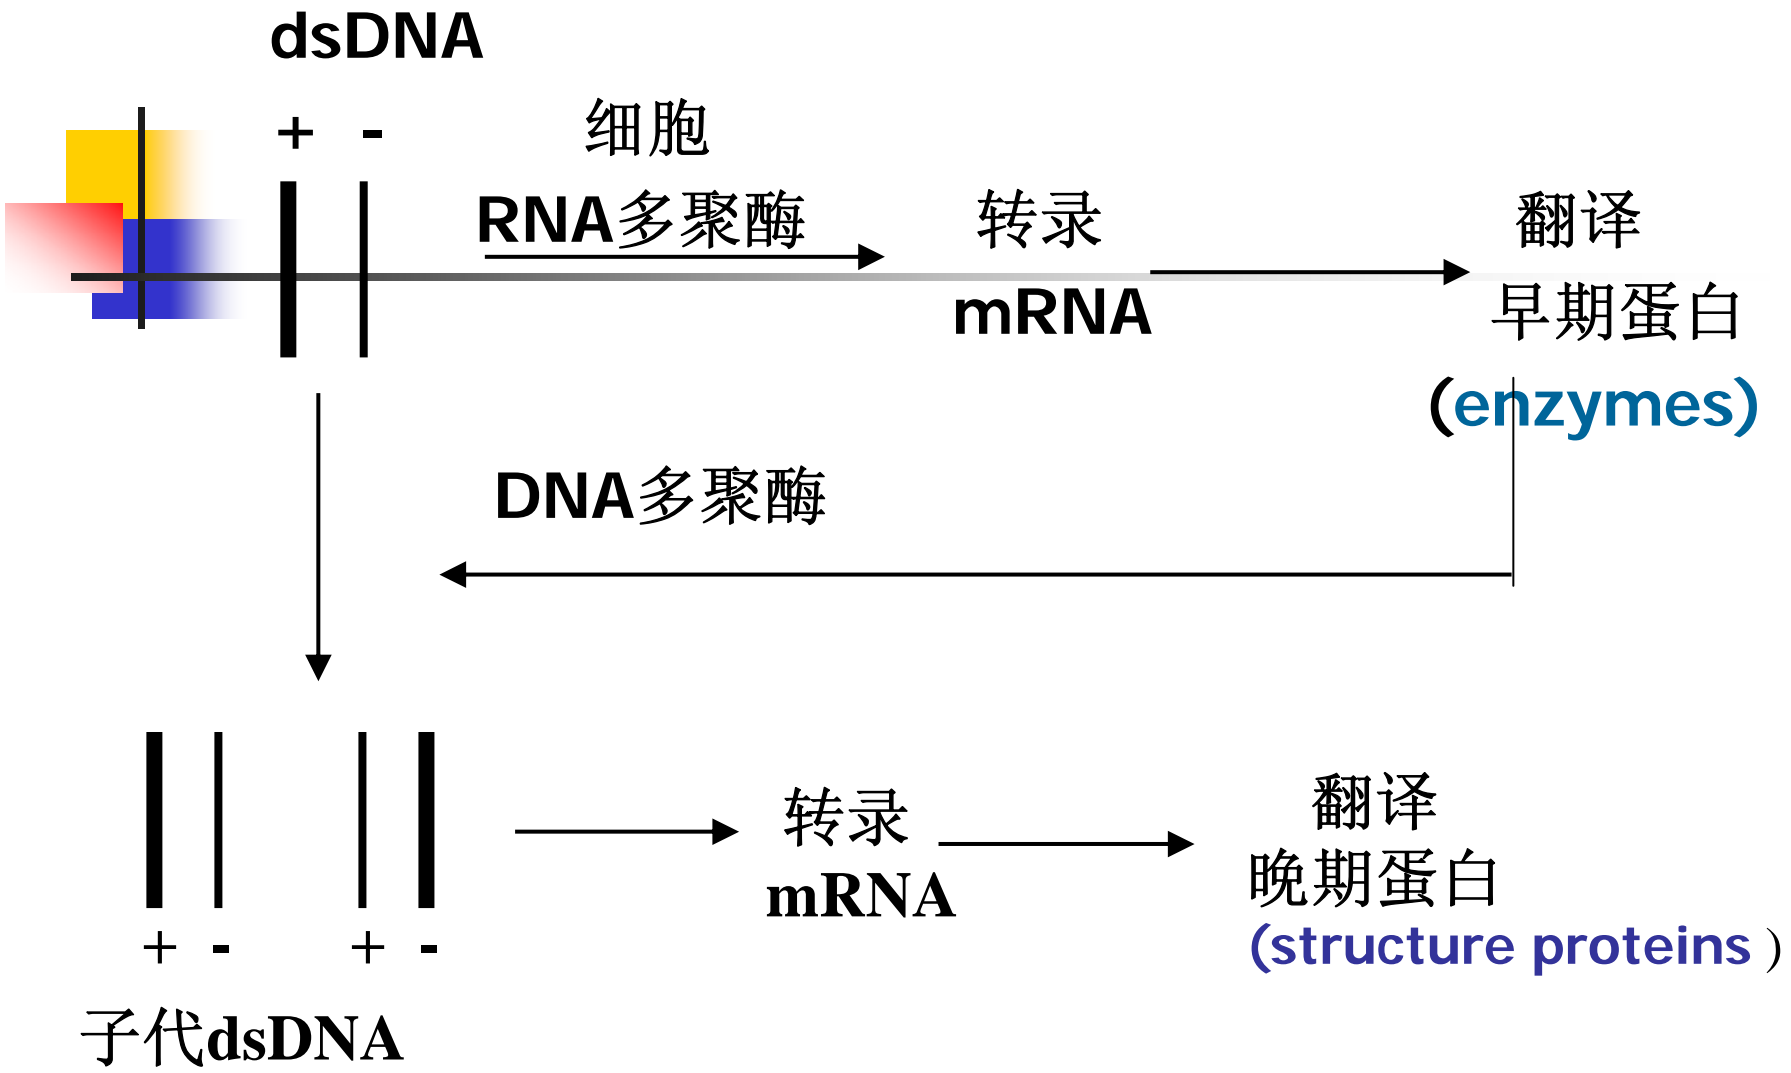 dsDNA
+ -
细胞
RNA多聚酶 转录 翻译
mRNA 早期蛋白
(enzymes)
DNA多聚酶
转录 翻译
mRNA 晚期蛋白
+ - + - (structure proteins )
子代dsDNA